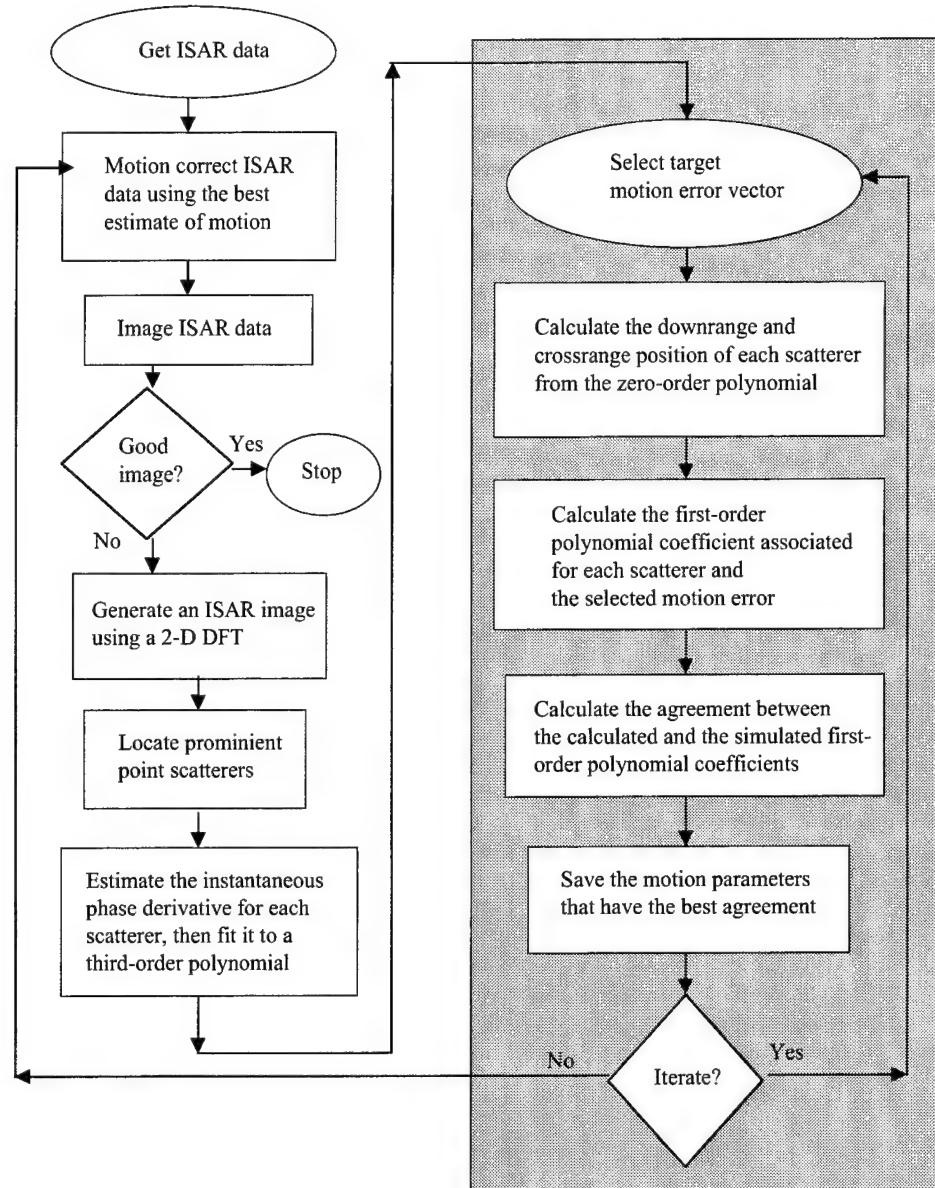 Get ISAR data
Motion correct ISAR
data using the best
estimate of motion
Image ISAR data
Good
image?
Yes
Stop
No
Generate an ISAR image
using a 2-D DFT
Locate prominient
point scatterers
Estimate the instantaneous
phase derivative for each
scatterer, then fit it to a
third-order polynomial
Select target
motion error vector
Calculate the downrange and
crossrange position of each scatterer
from the zero-order polynomial
Calculate the first-order
polynomial coefficient associated
for each scatterer and
the selected motion error
Calculate the agreement between
the calculated and the simulated first-
order polynomial coefficients
Save the motion parameters
that have the best agreement
No
Iterate?
Yes